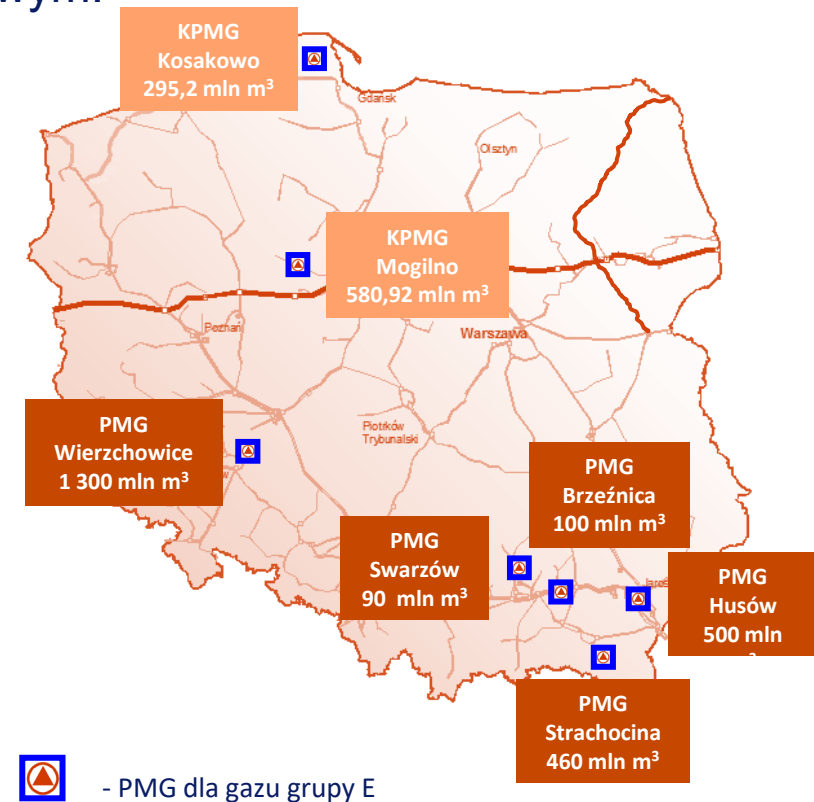 KPMG
Kosakowo
295,2 mln m³
Gdańsk
Olsztyn
KPMG
Mogilno
580,92 mln m³
Poznań
Warszawa
PMG
Wierzchowice
1 300 mln m³
Piotrków
Trybunalski
PMG
Brzeźnica
100 mln m³
PMG
Swarzów
90 mln m³
PMG
Husów
500 mln
PMG
Strachocina
460 mln m³
- PMG dla gazu grupy E